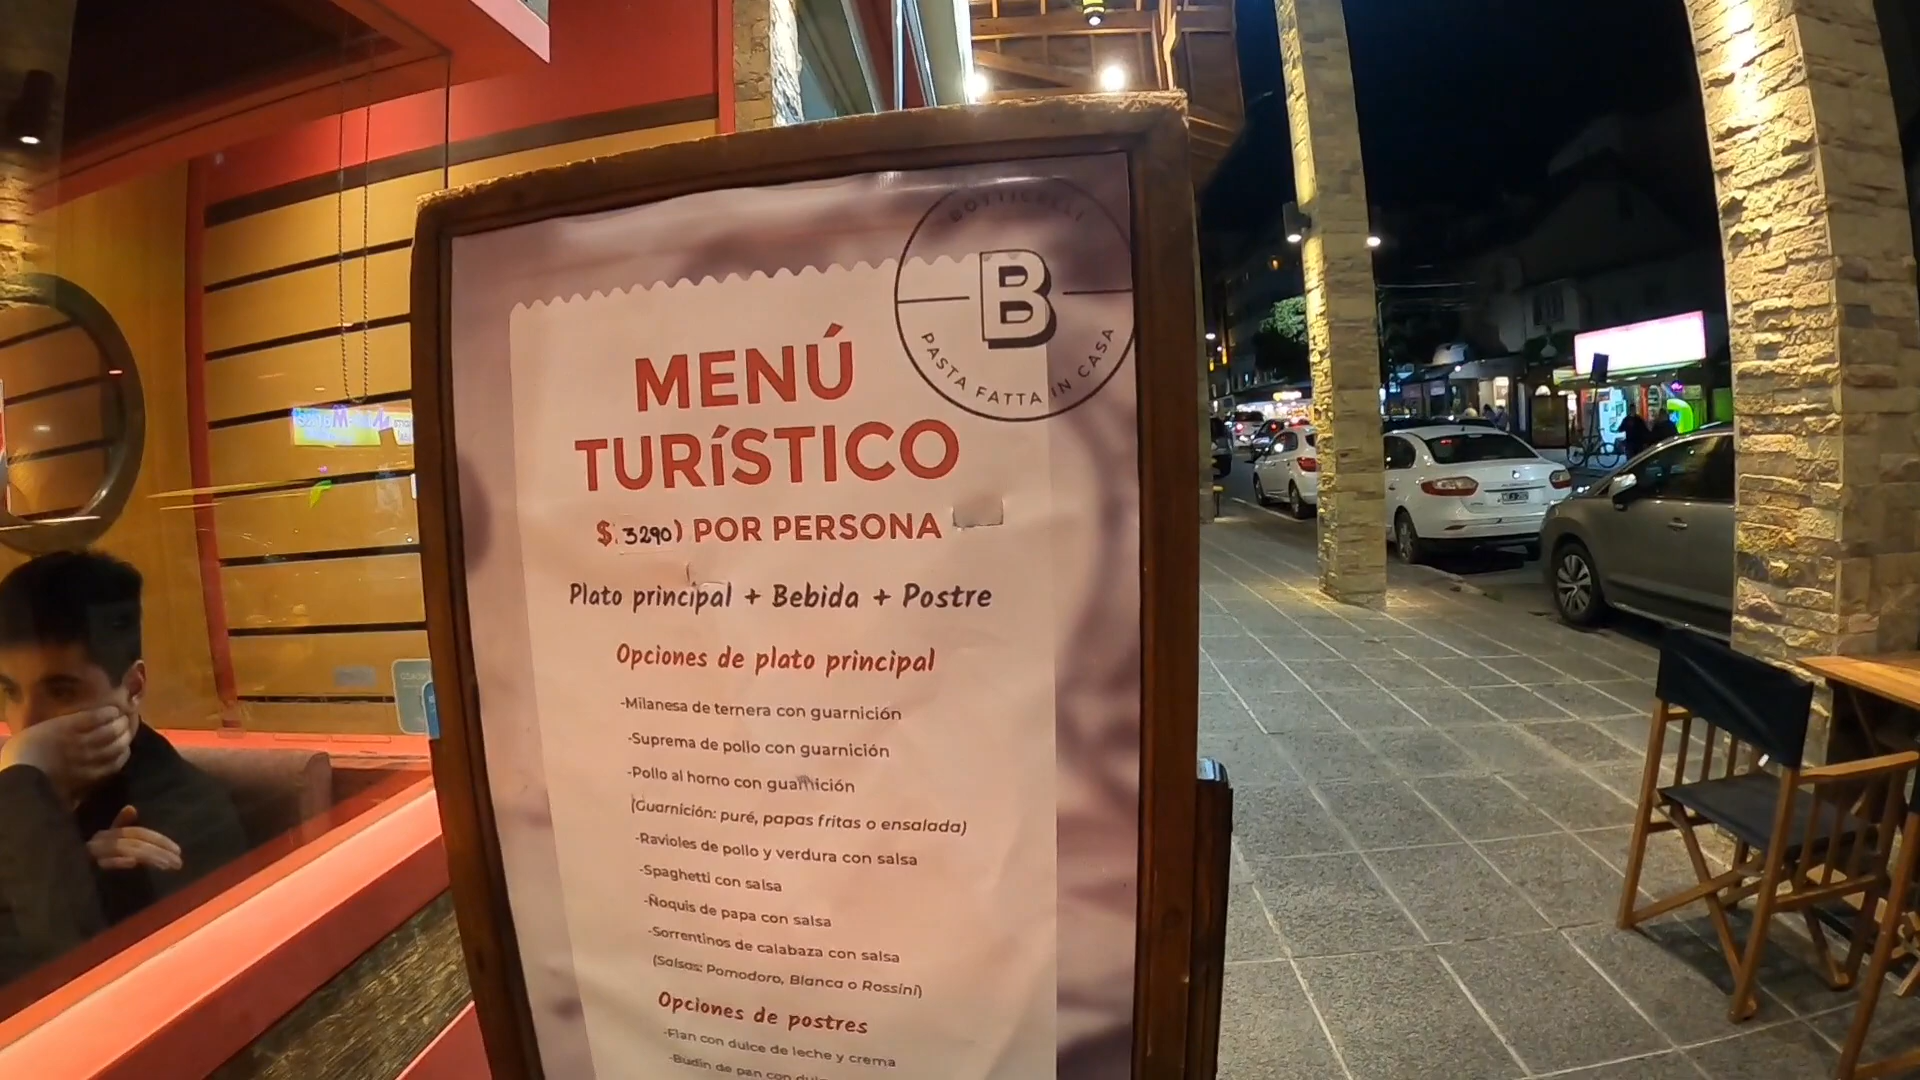 BOTTICELLI
B
PASTA FATTA IN CASA
MENÚ
TURíSTICO
$ 3290) POR PERSONA
Plato principal + Bebida + Postre
Opciones de plato principal
-Milanesa de ternera con guarnición
-Suprema de pollo con guarnición
-Pollo al horno con guarnición
(Guarnición: puré, papas fritas o ensalada)
-Ravioles de pollo y verdura con salsa
-Spaghetti con salsa
-Ñoquis de papa con salsa
-Sorrentinos de calabaza con salsa
(Salsas: Pomodoro, Blanca o Rossini)
Opciones de postres
-Flan con dulce de leche y crema
-Budín de pan con